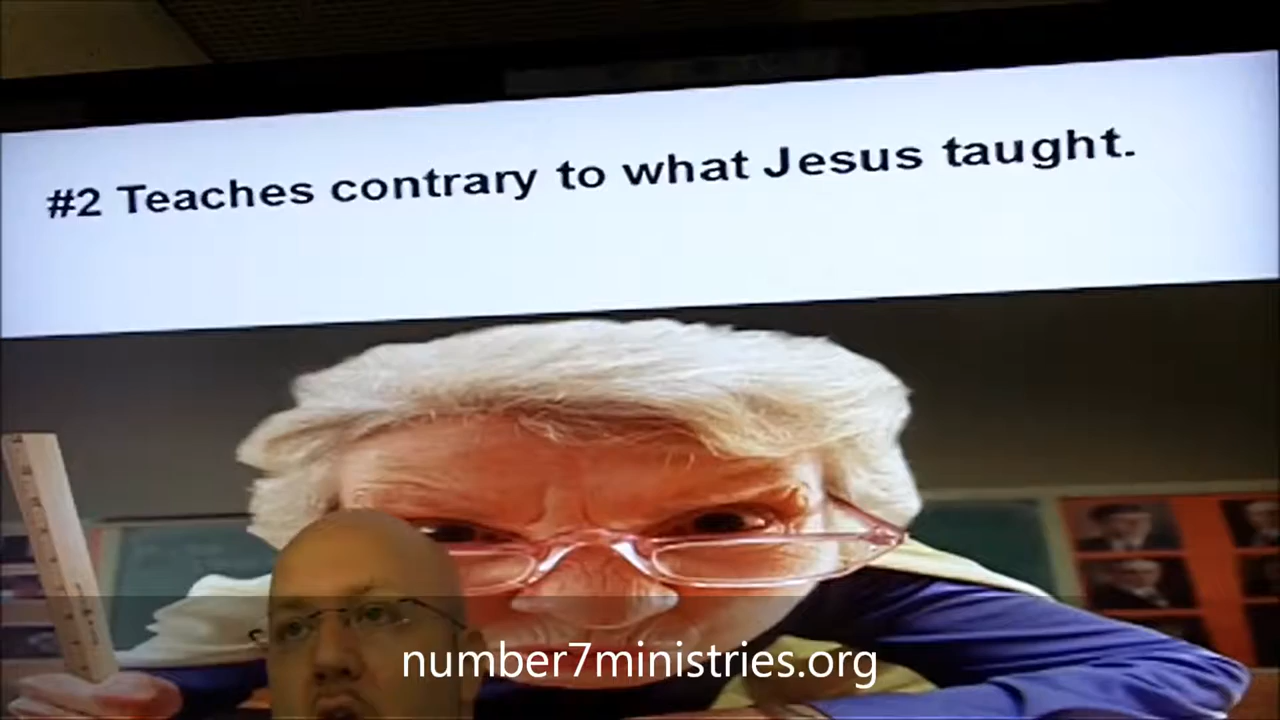 #2 Teaches contrary to what Jesus taught.
number7ministries.org